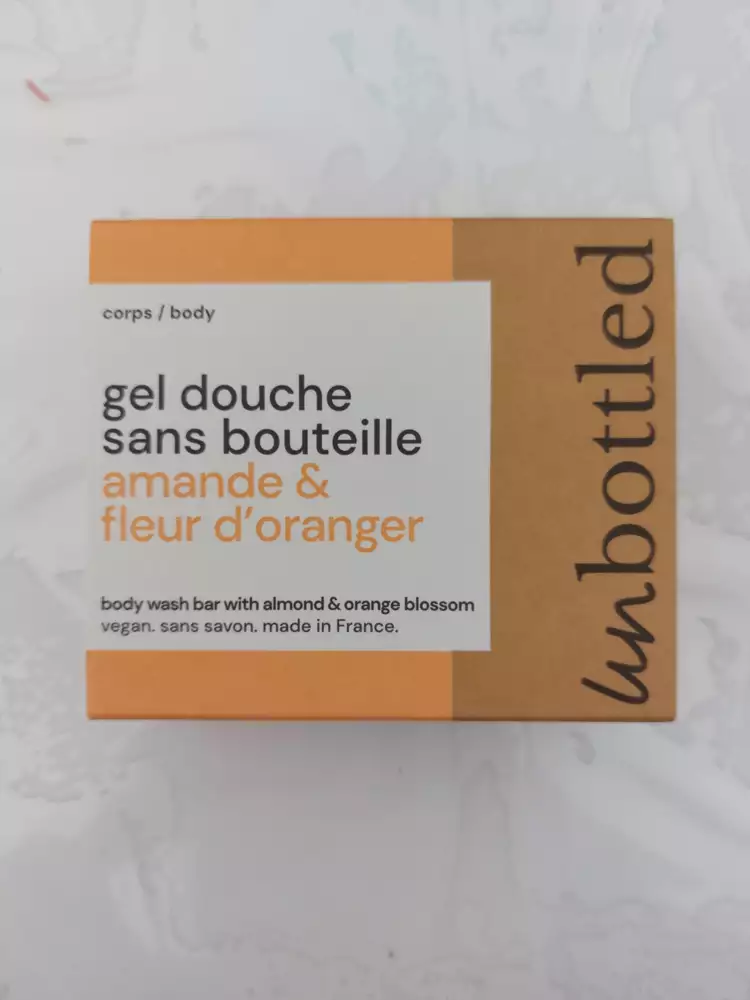 corps / body
gel douche
sans bouteille
amande &
fleur d'oranger
body wash bar with almond & orange blossom
vegan. sans savon. made in France.
unbottled